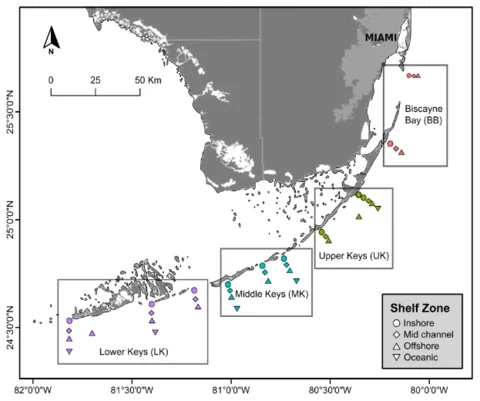 MIAMI
N
0 25 50 Km
Biscayne
Bay (BB)
Upper Keys (UK)
Middle Keys (MK)
Lower Keys (LK)
Shelf Zone
Inshore
Mid channel
Offshore
Oceanic
25°30'0"N
25°0'0"N
24°30'0"N
82°0'0"W 81°30'0"W 81°0'0"W 80°30'0"W 80°0'0"W